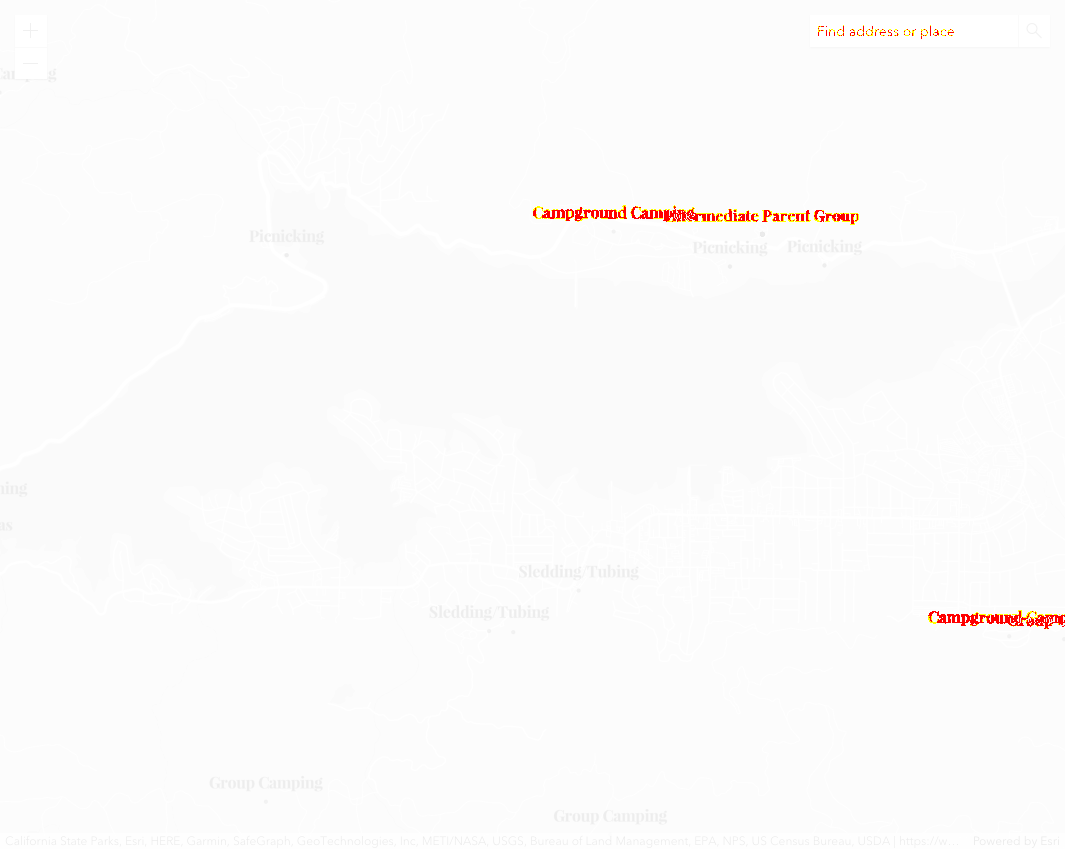 +
Find address or place
−
Campground Camping
Intermediate Parent Group
Picnicking
Picnicking
Picnicking
Sledding/Tubing
Sledding/Tubing
Group Camping
Group Camping
California State Parks, Esri, HERE, Garmin, SafeGraph, GeoTechnologies, Inc, METI/NASA, USGS, Bureau of Land Management, EPA, NPS, US Census Bureau, USDA | https://w...
Powered by Esri